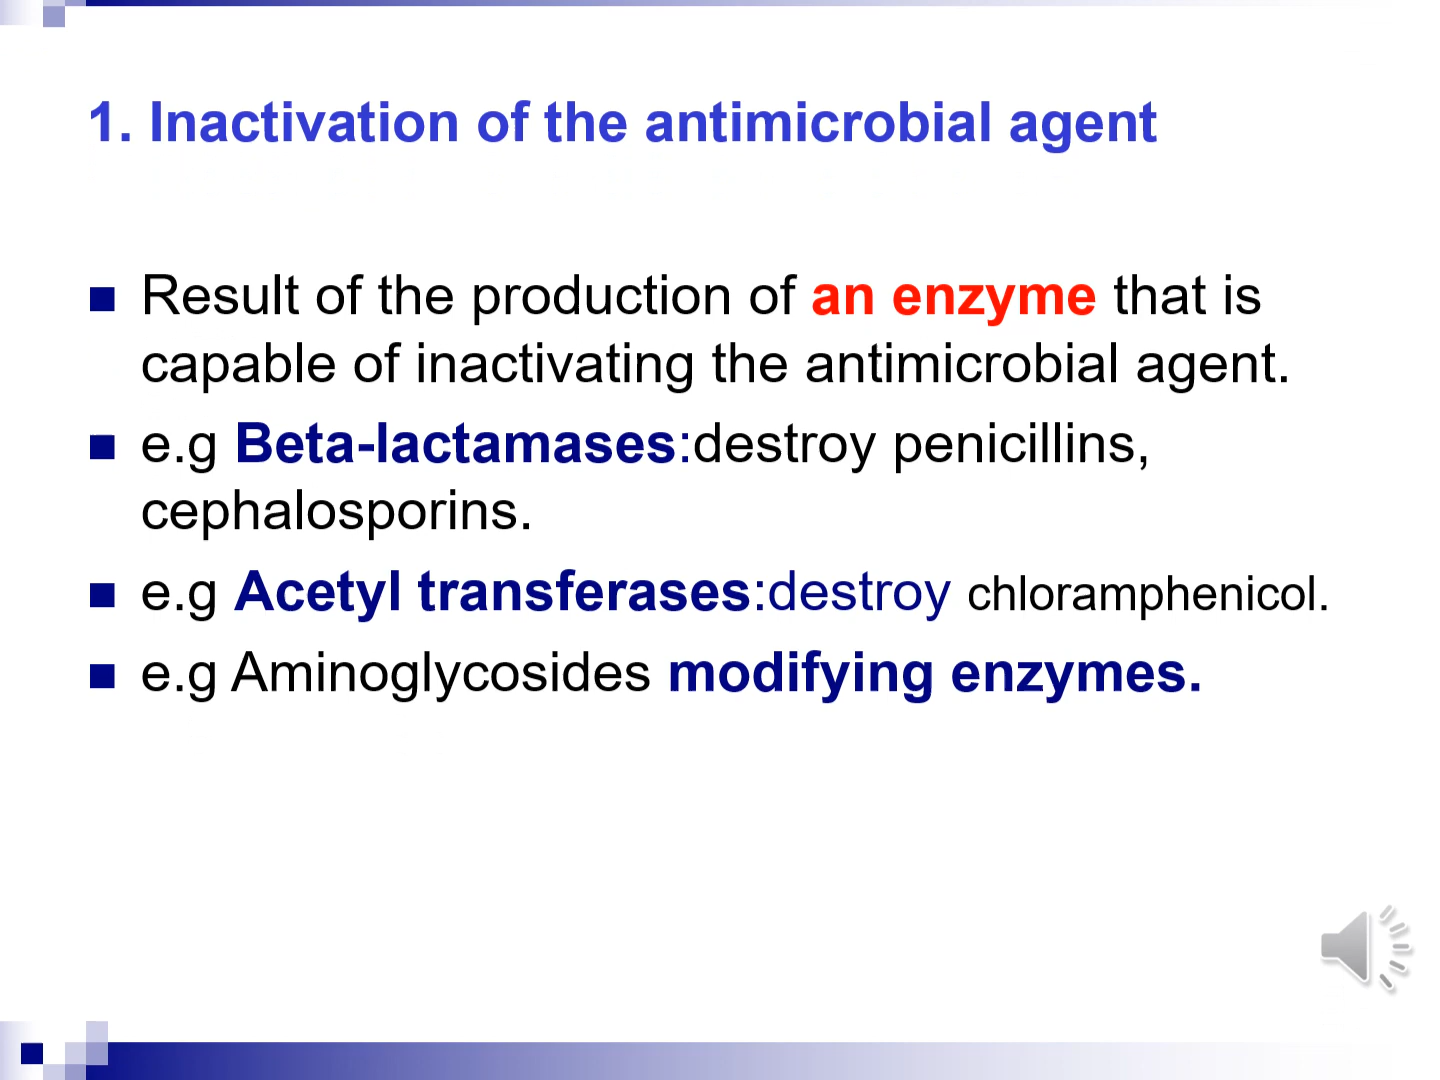 1. Inactivation of the antimicrobial agent
Result of the production of an enzyme that is
capable of inactivating the antimicrobial agent.
e.g Beta-lactamases:destroy penicillins,
cephalosporins.
e.g Acetyl transferases:destroy chloramphenicol.
e.g Aminoglycosides modifying enzymes.